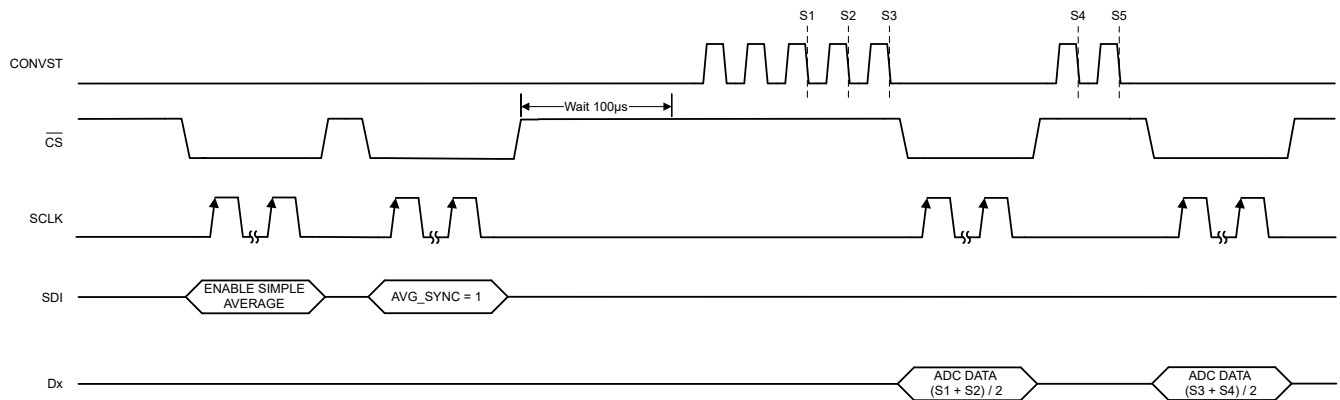 S1 S2 S3 S4 S5
CONVST
Wait 100μs
CS
SCLK
SDI
ENABLE SIMPLE
AVERAGE
AVG_SYNC = 1
Dx
ADC DATA
(S1 + S2) / 2
ADC DATA
(S3 + S4) / 2